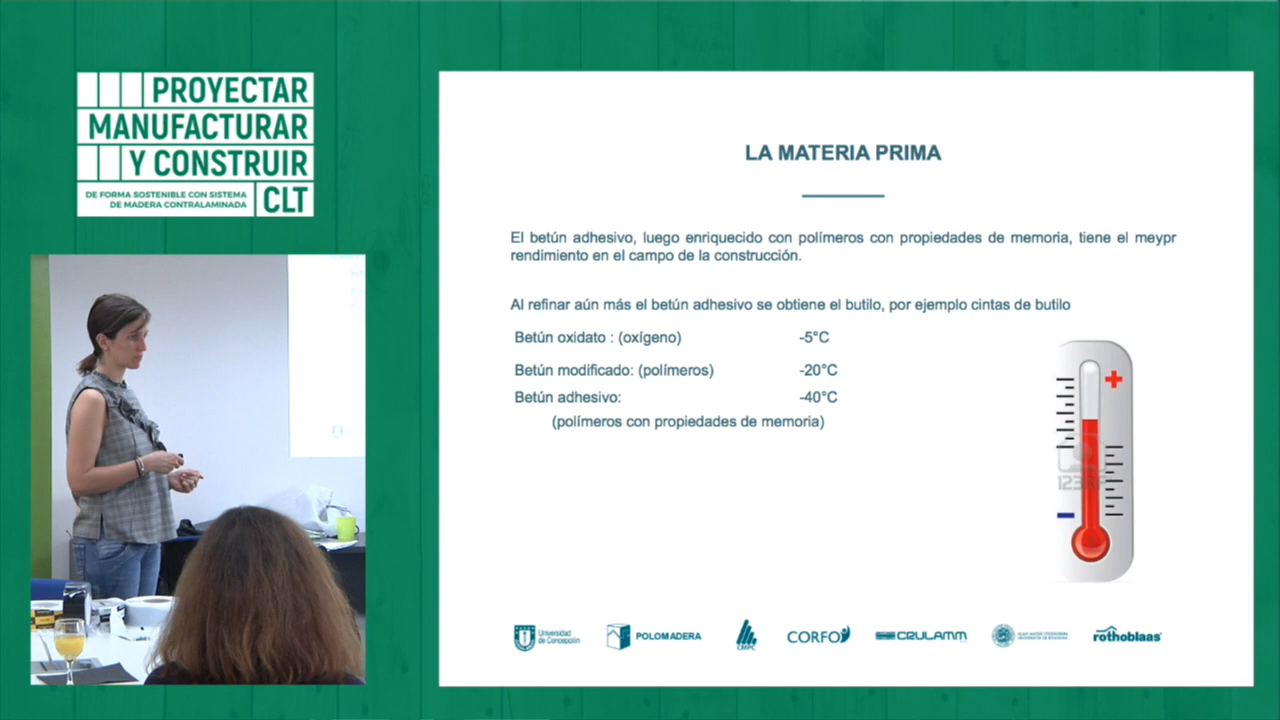 PROYECTAR
MANUFACTURAR
Y CONSTRUIR
DE FORMA SOSTENIBLE CON SISTEMA
DE MADERA CONTRALAMINADA
CLT
LA MATERIA PRIMA
El betún adhesivo, luego enriquecido con polímeros con propiedades de memoria, tiene el meypr
rendimiento en el campo de la construcción.
Al refinar aún más el betún adhesivo se obtiene el butilo, por ejemplo cintas de butilo
Betún oxidato : (oxígeno) -5°C
Betún modificado: (polímeros) -20°C
Betún adhesivo: -40°C
(polímeros con propiedades de memoria)
Universidad
de Concepción
POLOMADERA
CMPC
CORFO
CRULAMM
rothoblaas